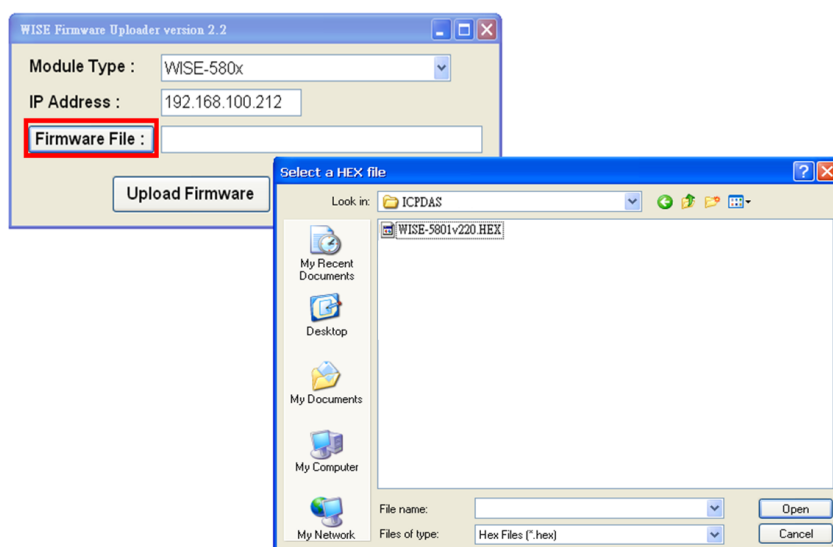 WISE Firmware Uploader version 2.2
Module Type :
WISE-580x
IP Address :
192.168.100.212
Firmware File :
Upload Firmware
Select a HEX file
Look in:
ICPDAS
WISE-5801v220.HEX
My Recent
Documents
Desktop
My Documents
My Computer
My Network
File name:
Open
Files of type:
Hex Files (*.hex)
Cancel